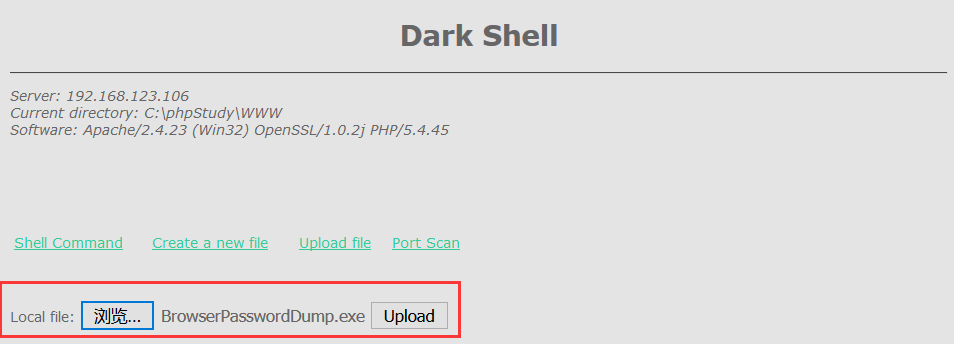 Dark Shell
Server: 192.168.123.106
Current directory: C:\phpStudy\WWW
Software: Apache/2.4.23 (Win32) OpenSSL/1.0.2j PHP/5.4.45
Shell Command Create a new file Upload file Port Scan
Local file: 浏览... BrowserPasswordDump.exe Upload